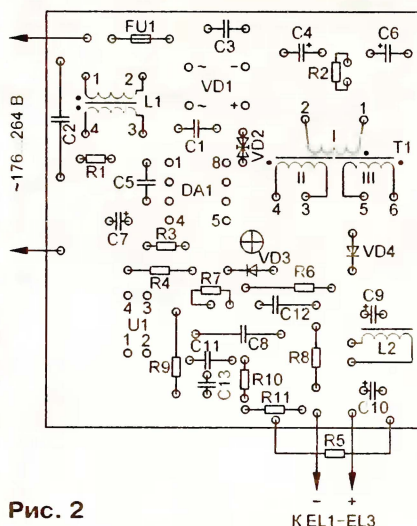 FU1
C3
C4 +
C6 +
R2
~ ~
VD1
~ +
1 2
L1
4 3
C2
~176...264 В
C1
VD2
2 1
I
T1
II III
4 3 5 6
R1
C5
1 8
DA1
4 5
C7
R3
VD3
VD4
R4
R7
R6
C9
4 3
U1
1 2
C12
C8
L2
R9
C11
R8
C13
R10
C10
R11
R5
- +
К EL1–EL3
Рис. 2